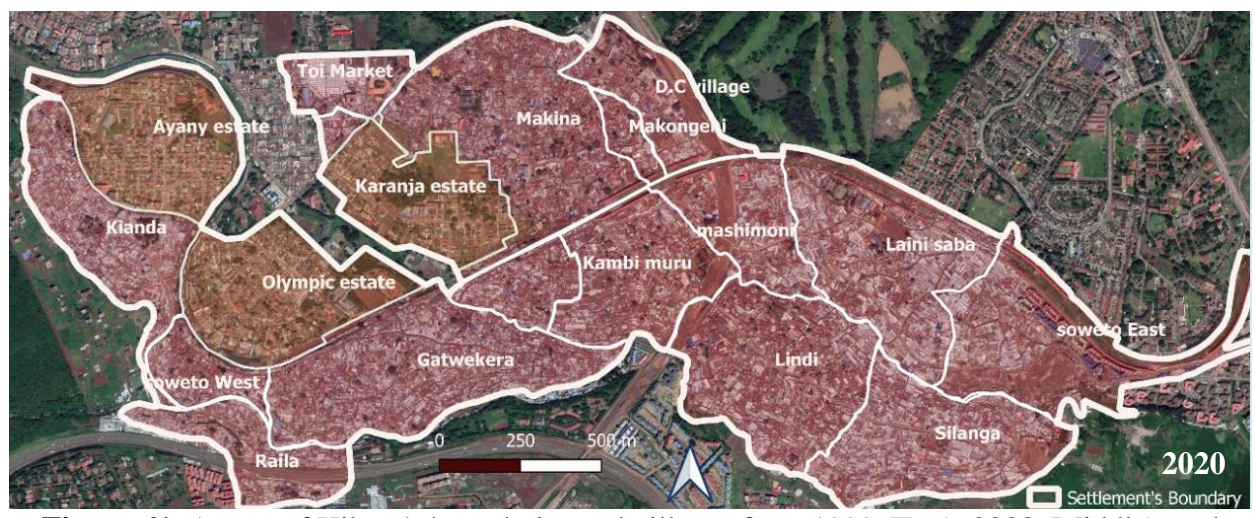 Toi Market
D.C village
Ayany estate
Makina
Makongeni
Karanja estate
Kianda
mashimoni
Laini saba
Kambi muru
Olympic estate
soweto East
Gatwekera
Lindi
oweto West
Silanga
0 250 500 m
Raila
2020
Settlement's Boundary